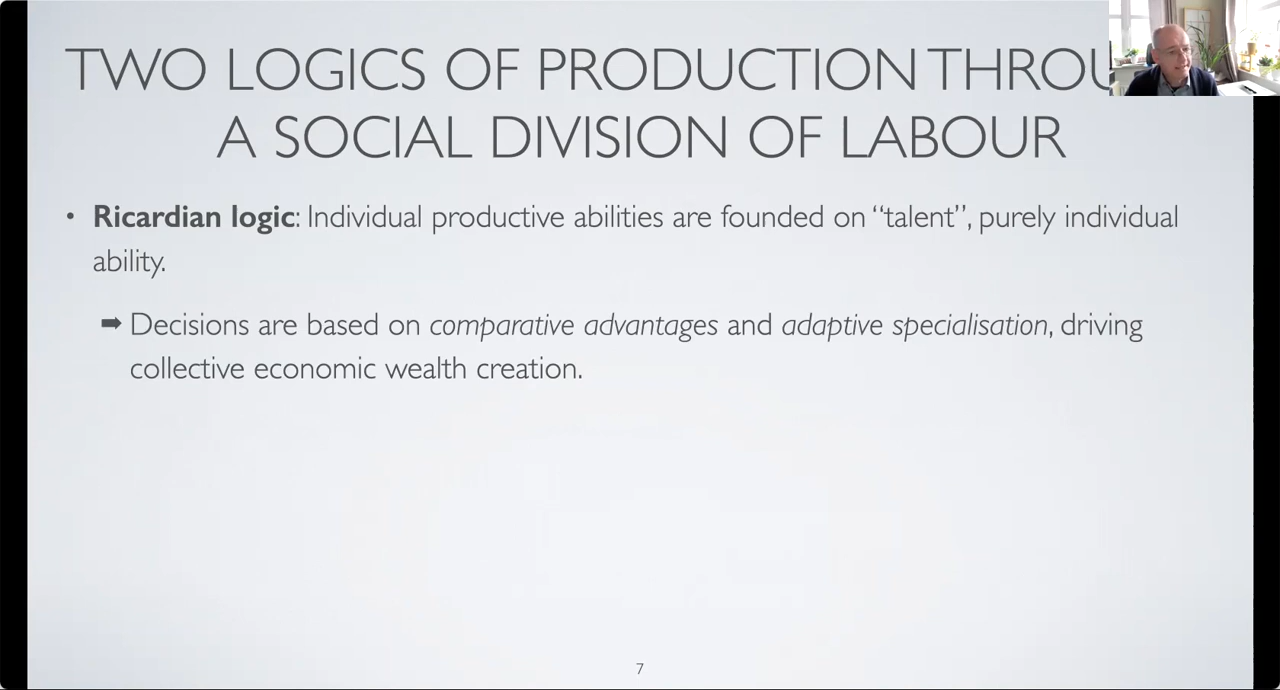 TWO LOGICS OF PRODUCTION
A SOCIAL DIVISION OF LABOUR
• Ricardian logic: Individual productive abilities are founded on “talent”, purely individual
ability.
➡ Decisions are based on comparative advantages and adaptive specialisation, driving
collective economic wealth creation.
7